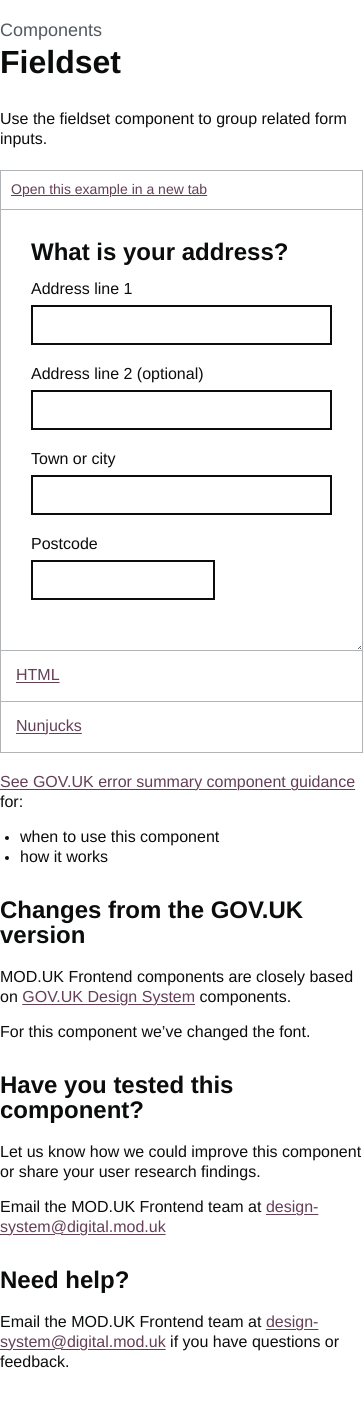 Components
Fieldset
Use the fieldset component to group related form
inputs.
Open this example in a new tab
What is your address?
Address line 1
Address line 2 (optional)
Town or city
Postcode
HTML
Nunjucks
See GOV.UK error summary component guidance
for:
• when to use this component
• how it works
Changes from the GOV.UK
version
MOD.UK Frontend components are closely based
on GOV.UK Design System components.
For this component we’ve changed the font.
Have you tested this
component?
Let us know how we could improve this component
or share your user research findings.
Email the MOD.UK Frontend team at design-
system@digital.mod.uk
Need help?
Email the MOD.UK Frontend team at design-
system@digital.mod.uk if you have questions or
feedback.